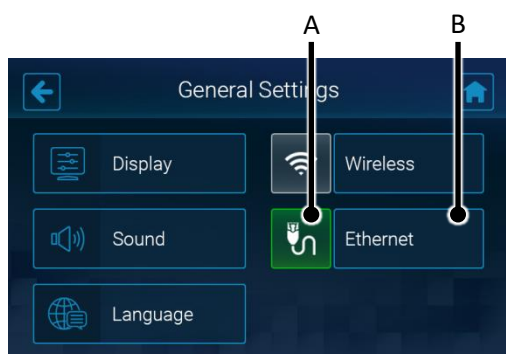 A B
General Settings
Display Wireless
Sound Ethernet
Language